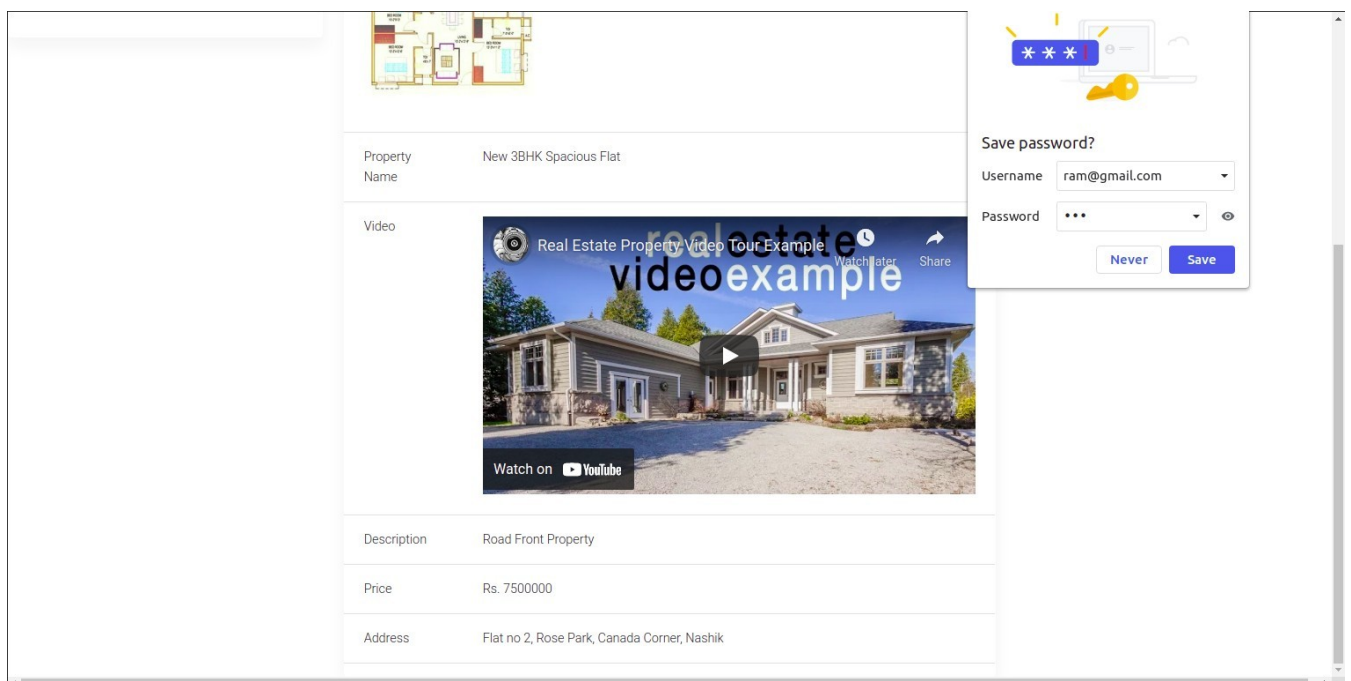 Property Name
New 3BHK Spacious Flat
Video
Real Estate Property Video Tour Example
Watch later
Share
realestate
videoexample
Watch on YouTube
Description
Road Front Property
Price
Rs. 7500000
Address
Flat no 2, Rose Park, Canada Corner, Nashik
***
Save password?
Username
ram@gmail.com
Password
•••
Never
Save